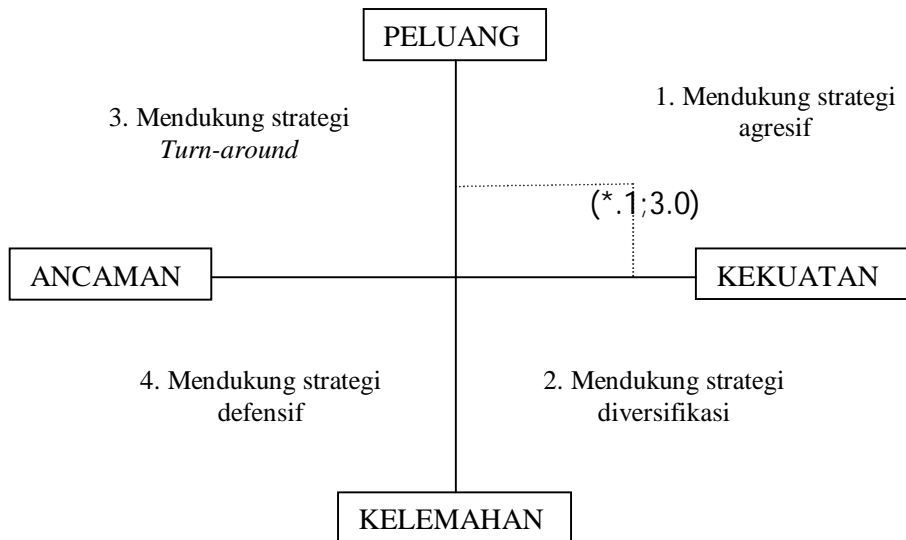 PELUANG
1. Mendukung strategi
agresif
3. Mendukung strategi
Turn-around
(*.1;3.0)
ANCAMAN
KEKUATAN
4. Mendukung strategi
defensif
2. Mendukung strategi
diversifikasi
KELEMAHAN